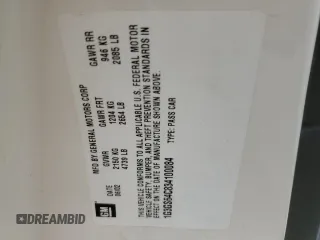 MFD BY GENERAL MOTORS CORP
DATE GVWR GAWR FRT GAWR RR
06/02 2150 KG 1204 KG 946 KG
4739 LB 2654 LB 2085 LB
THIS VEHICLE CONFORMS TO ALL APPLICABLE U.S. FEDERAL MOTOR
VEHICLE SAFETY, BUMPER, AND THEFT PREVENTION STANDARDS IN
EFFECT ON THE DATE OF MANUFACTURE SHOWN ABOVE.
TYPE: PASS CAR
GM
DREAMBID